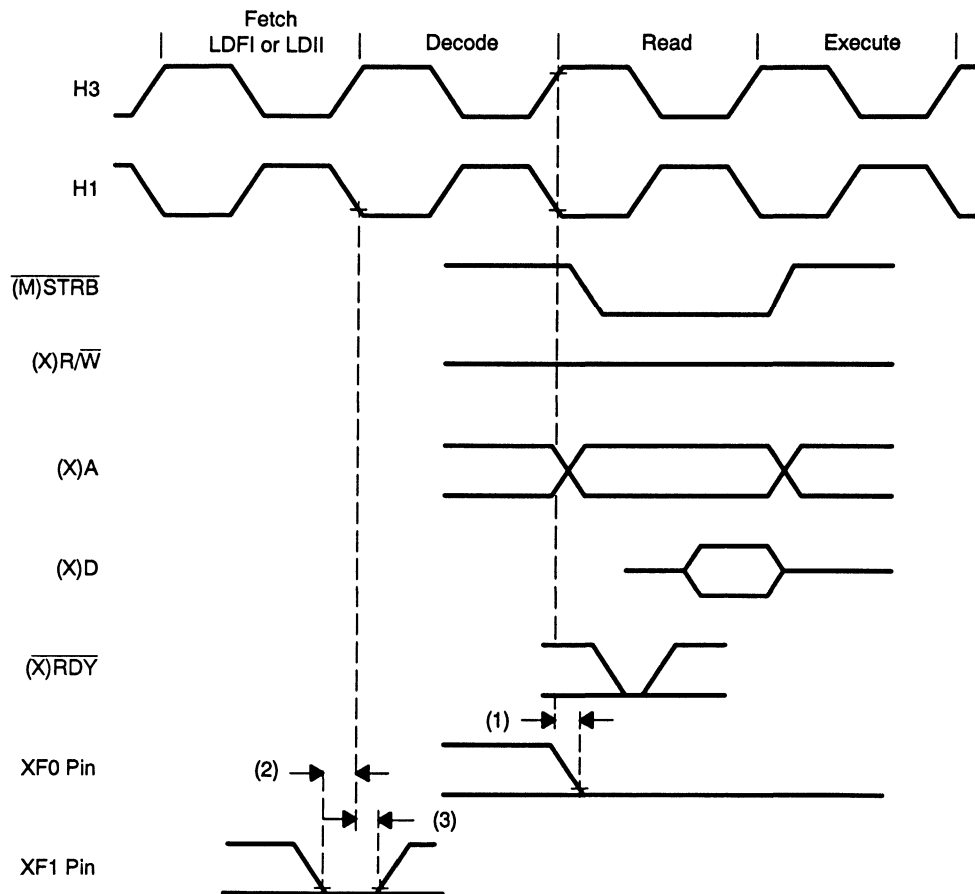 Fetch
LDFI or LDII Decode Read Execute
H3
H1
(M)STRB
(X)R/W
(X)A
(X)D
(X)RDY
(1)
XF0 Pin
(2)
(3)
XF1 Pin